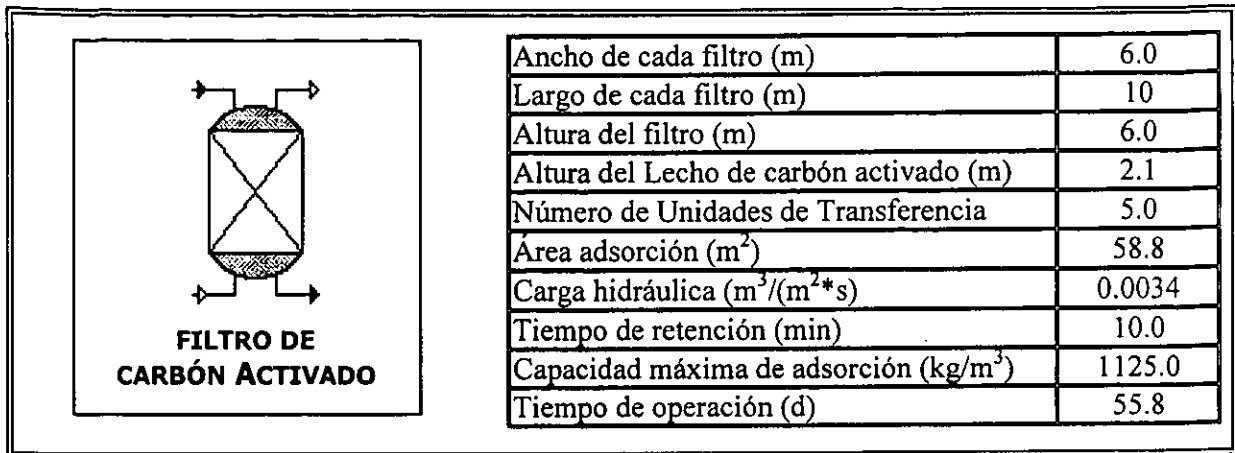 FILTRO DE
CARBÓN ACTIVADO
Ancho de cada filtro (m) 6.0
Largo de cada filtro (m) 10
Altura del filtro (m) 6.0
Altura del Lecho de carbón activado (m) 2.1
Número de Unidades de Transferencia 5.0
Área adsorción (m²) 58.8
Carga hidráulica (m³/(m²*s) 0.0034
Tiempo de retención (min) 10.0
Capacidad máxima de adsorción (kg/m³) 1125.0
Tiempo de operación (d) 55.8